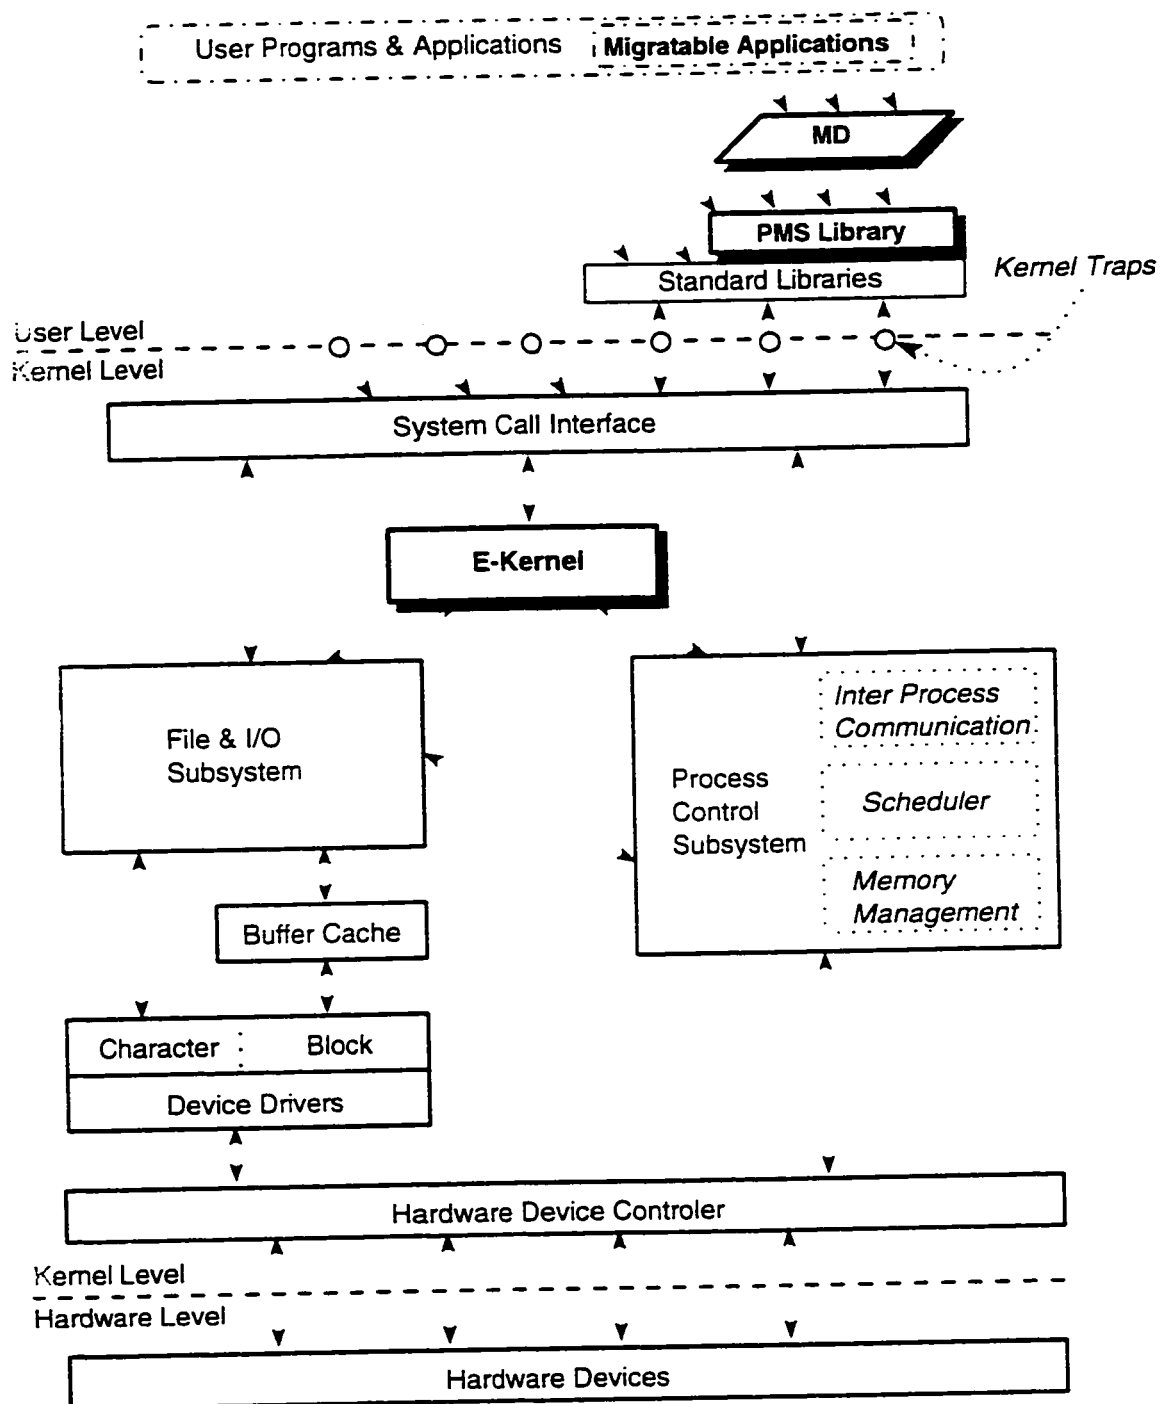 User Programs & Applications
Migratable Applications
MD
PMS Library
Standard Libraries
Kernel Traps
User Level
Kernel Level
System Call Interface
E-Kernel
File & I/O
Subsystem
Process
Control
Subsystem
Inter Process
Communication
Scheduler
Memory
Management
Buffer Cache
Character
Block
Device Drivers
Hardware Device Controler
Kernel Level
Hardware Level
Hardware Devices